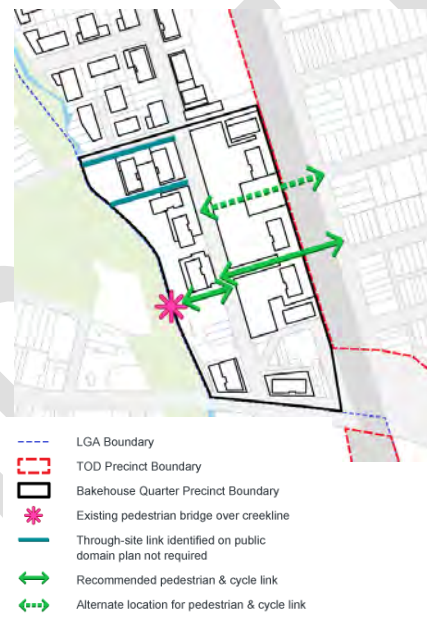 LGA Boundary
TOD Precinct Boundary
Bakehouse Quarter Precinct Boundary
Existing pedestrian bridge over creekline
Through-site link identified on public
domain plan not required
Recommended pedestrian & cycle link
Alternate location for pedestrian & cycle link